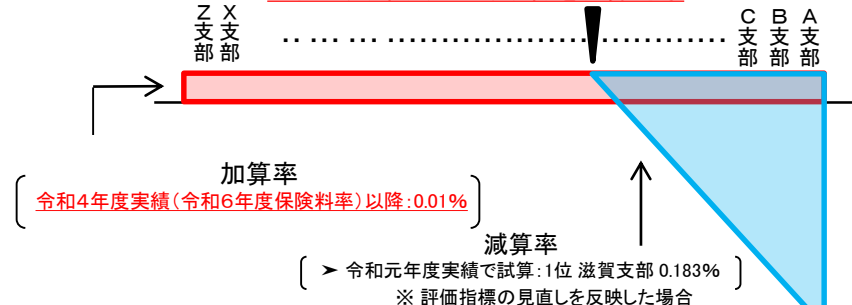 Z支部
X支部
‥‥…‥‥‥‥‥‥‥‥‥‥‥‥‥‥‥‥‥‥‥‥
C支部
B支部
A支部
加算率
令和4年度実績(令和6年度保険料率)以降:0.01%
減算率
➤ 令和元年度実績で試算:1位 滋賀支部 0.183%
※ 評価指標の見直しを反映した場合